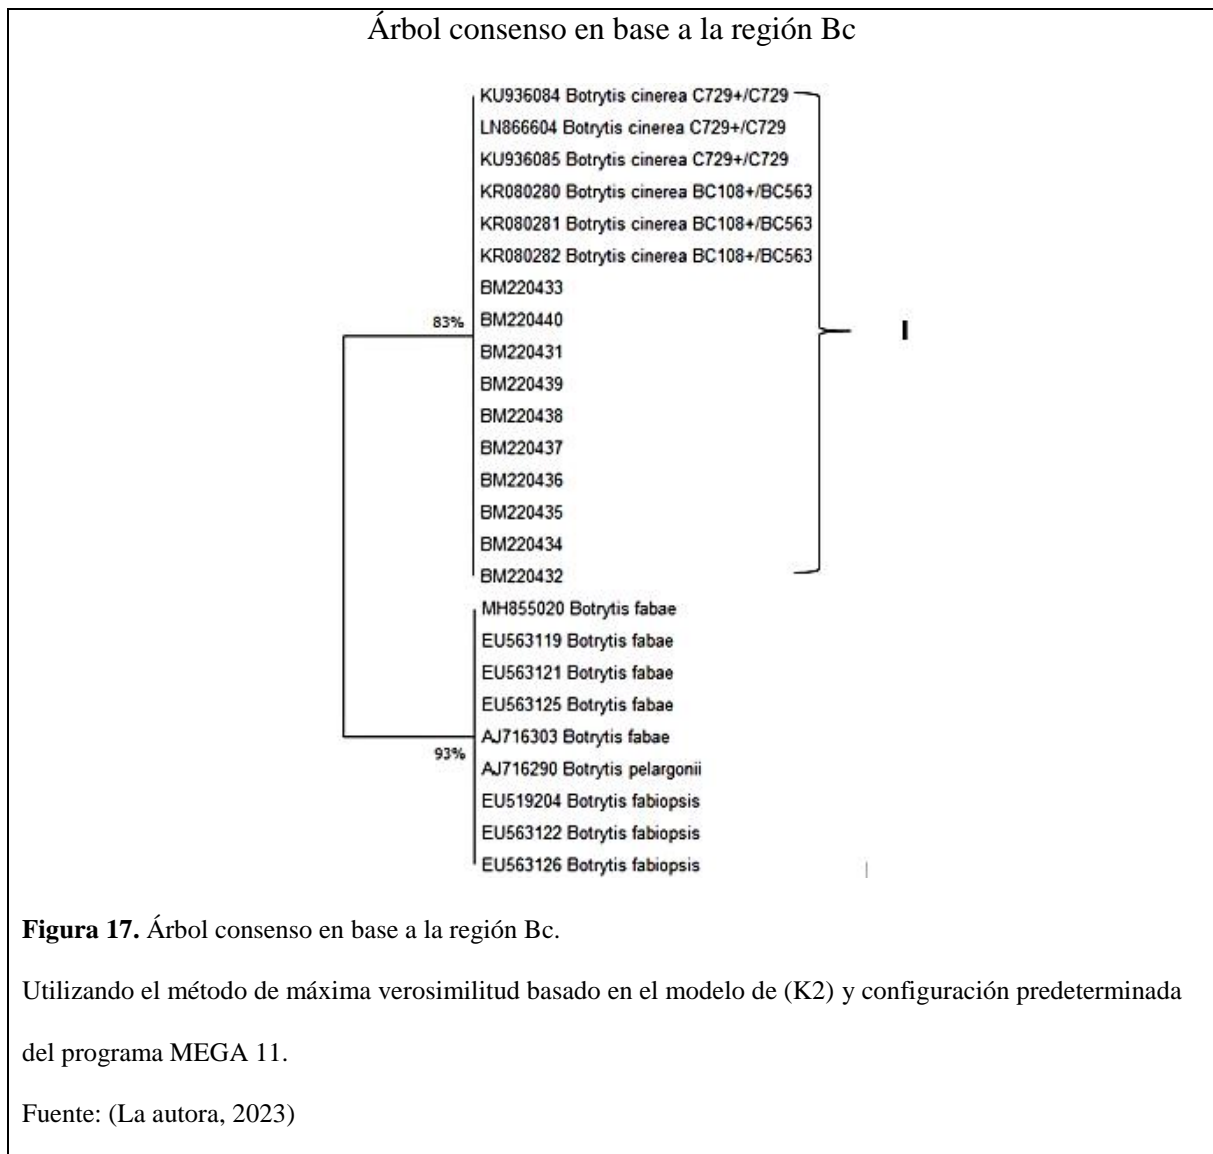 Árbol consenso en base a la región Bc
KU936084 Botrytis cinerea C729+/C729
LN866604 Botrytis cinerea C729+/C729
KU936085 Botrytis cinerea C729+/C729
KR080280 Botrytis cinerea BC108+/BC563
KR080281 Botrytis cinerea BC108+/BC563
KR080282 Botrytis cinerea BC108+/BC563
BM220433
83%
BM220440
I
BM220431
BM220439
BM220438
BM220437
BM220436
BM220435
BM220434
BM220432
MH855020 Botrytis fabae
EU563119 Botrytis fabae
EU563121 Botrytis fabae
EU563125 Botrytis fabae
AJ716303 Botrytis fabae
93%
AJ716290 Botrytis pelargonii
EU519204 Botrytis fabiopsis
EU563122 Botrytis fabiopsis
EU563126 Botrytis fabiopsis
Figura 17. Árbol consenso en base a la región Bc.
Utilizando el método de máxima verosimilitud basado en el modelo de (K2) y configuración predeterminada
del programa MEGA 11.
Fuente: (La autora, 2023)